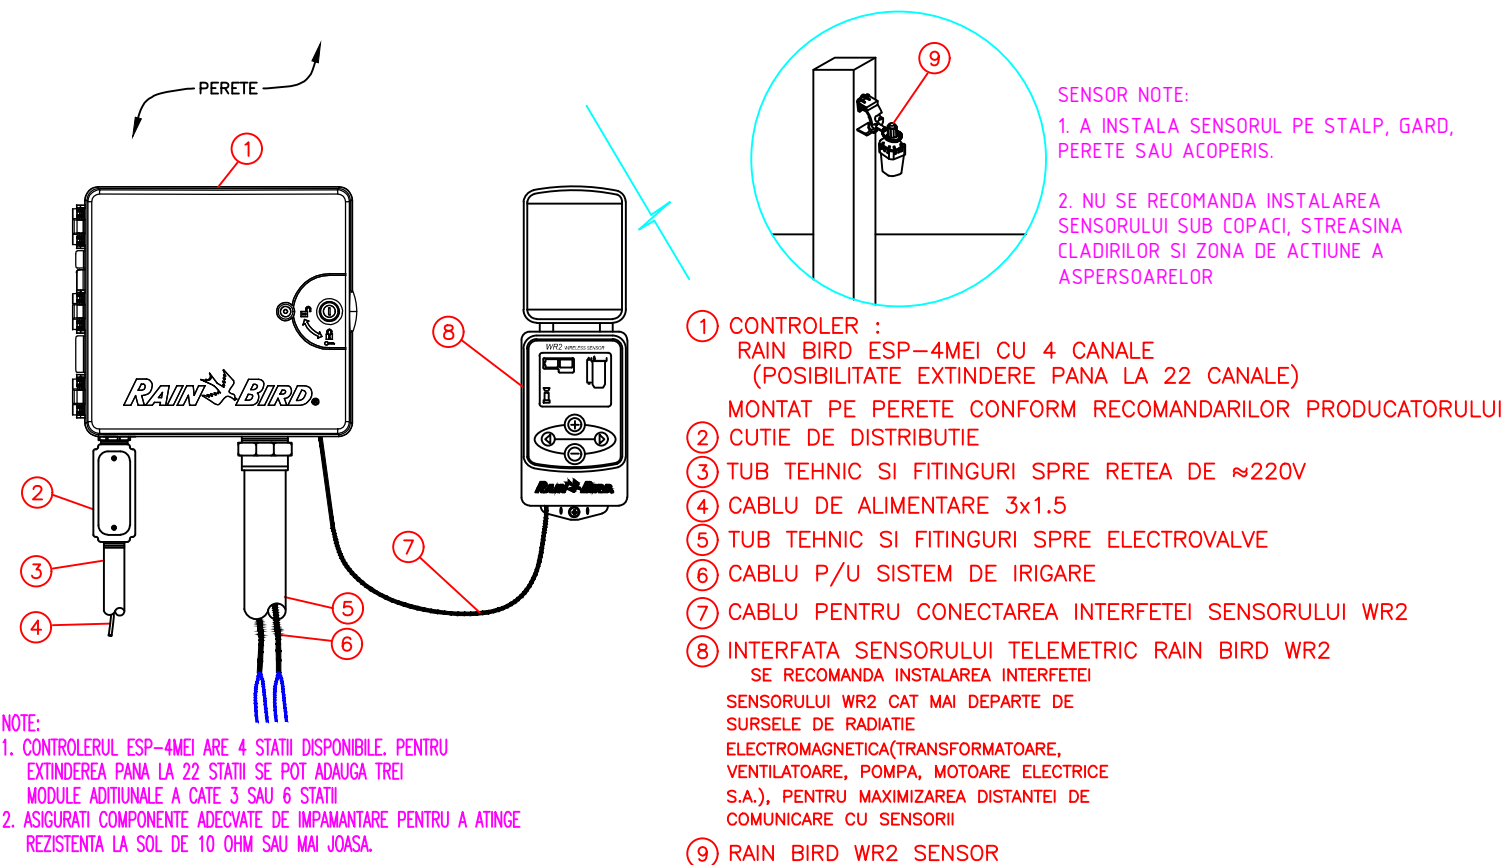 PERETE
1
RAIN BIRD
2
3
4
5
6
7
8
WR2 WIRELESS SENSOR
RAIN BIRD
9
SENSOR NOTE:
1. A INSTALA SENSORUL PE STALP, GARD,
PERETE SAU ACOPERIS.
2. NU SE RECOMANDA INSTALAREA
SENSORULUI SUB COPACI, STREASINA
CLADIRILOR SI ZONA DE ACTIUNE A
ASPERSOARELOR
1 CONTROLER :
RAIN BIRD ESP-4MEI CU 4 CANALE
(POSIBILITATE EXTINDERE PANA LA 22 CANALE)
MONTAT PE PERETE CONFORM RECOMANDARILOR PRODUCATORULUI
2 CUTIE DE DISTRIBUTIE
3 TUB TEHNIC SI FITINGURI SPRE RETEA DE ≈220V
4 CABLU DE ALIMENTARE 3x1.5
5 TUB TEHNIC SI FITINGURI SPRE ELECTROVALVE
6 CABLU P/U SISTEM DE IRIGARE
7 CABLU PENTRU CONECTAREA INTERFETEI SENSORULUI WR2
8 INTERFATA SENSORULUI TELEMETRIC RAIN BIRD WR2
SE RECOMANDA INSTALAREA INTERFETEI
SENSORULUI WR2 CAT MAI DEPARTE DE
SURSELE DE RADIATIE
ELECTROMAGNETICA(TRANSFORMATOARE,
VENTILATOARE, POMPA, MOTOARE ELECTRICE
S.A.), PENTRU MAXIMIZAREA DISTANTEI DE
COMUNICARE CU SENSORII
9 RAIN BIRD WR2 SENSOR
NOTE:
1. CONTROLERUL ESP-4MEI ARE 4 STATII DISPONIBILE. PENTRU
EXTINDEREA PANA LA 22 STATII SE POT ADAUGA TREI
MODULE ADITIUNALE A CATE 3 SAU 6 STATII
2. ASIGURATI COMPONENTE ADECVATE DE IMPAMANTARE PENTRU A ATINGE
REZISTENTA LA SOL DE 10 OHM SAU MAI JOASA.